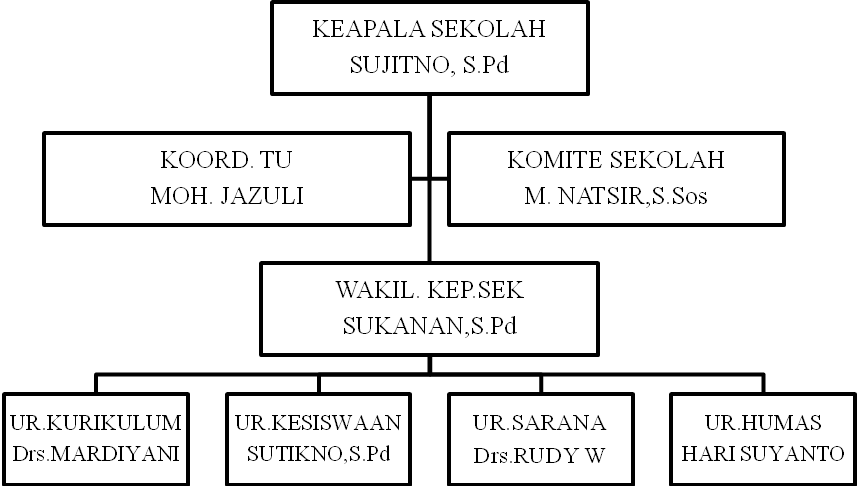 KEAPALA SEKOLAH
SUJITNO, S.Pd
KOORD. TU
MOH. JAZULI
KOMITE SEKOLAH
M. NATSIR,S.Sos
WAKIL. KEP.SEK
SUKANAN,S.Pd
UR.KURIKULUM
Drs.MARDIYANI
UR.KESISWAAN
SUTIKNO,S.Pd
UR.SARANA
Drs.RUDY W
UR.HUMAS
HARI SUYANTO